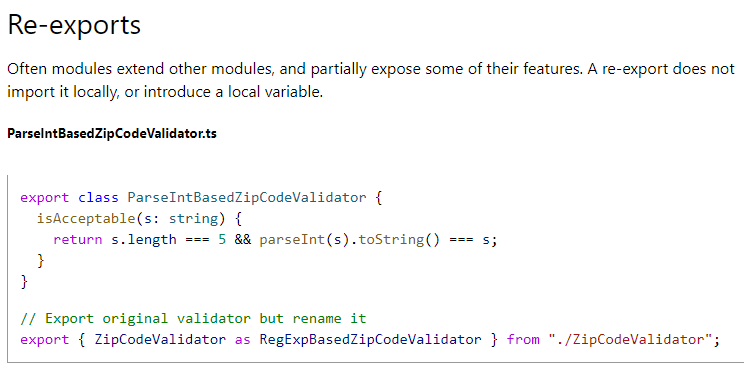 Re-exports
Often modules extend other modules, and partially expose some of their features. A re-export does not
import it locally, or introduce a local variable.
ParseIntBasedZipCodeValidator.ts
export class ParseIntBasedZipCodeValidator {
  isAcceptable(s: string) {
    return s.length === 5 && parseInt(s).toString() === s;
  }
}
// Export original validator but rename it
export { ZipCodeValidator as RegExpBasedZipCodeValidator } from "./ZipCodeValidator";